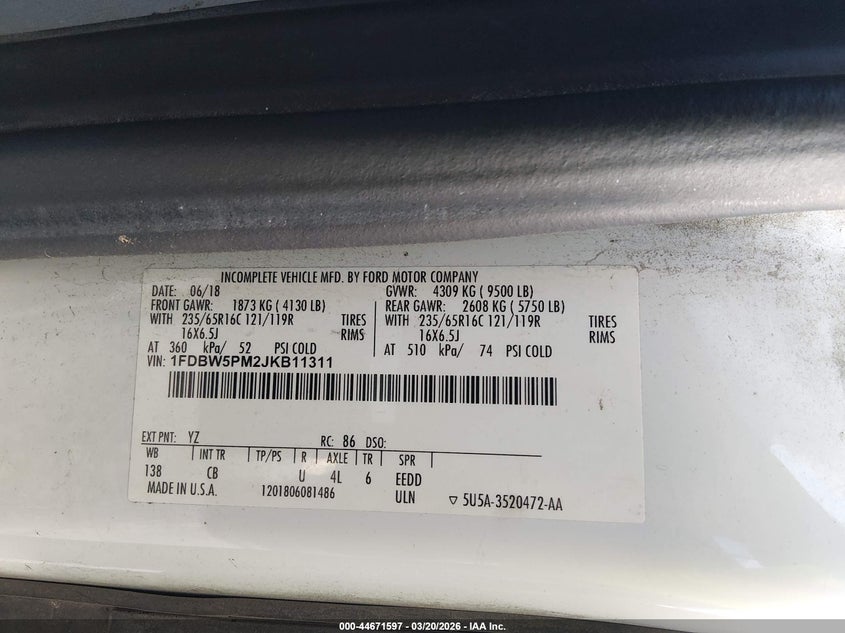 INCOMPLETE VEHICLE MFD. BY FORD MOTOR COMPANY
DATE: 06/18 GVWR: 4309 KG ( 9500 LB)
FRONT GAWR: 1873 KG ( 4130 LB) REAR GAWR: 2608 KG ( 5750 LB)
WITH 235/65R16C 121/119R TIRES WITH 235/65R16C 121/119R TIRES
16X6.5J RIMS 16X6.5J RIMS
AT 360 kPa/ 52 PSI COLD AT 510 kPa/ 74 PSI COLD
VIN: 1FDBW5PM2JKB11311
EXT PNT: YZ RC: 86 DSO:
WB INT TR TP/PS R AXLE TR SPR
138 CB U 4L 6 EEDD
MADE IN U.S.A. 1201806081486 ULN ▽ 5U5A-3520472-AA
000-44671597 - 03/20/2026 - IAA Inc.